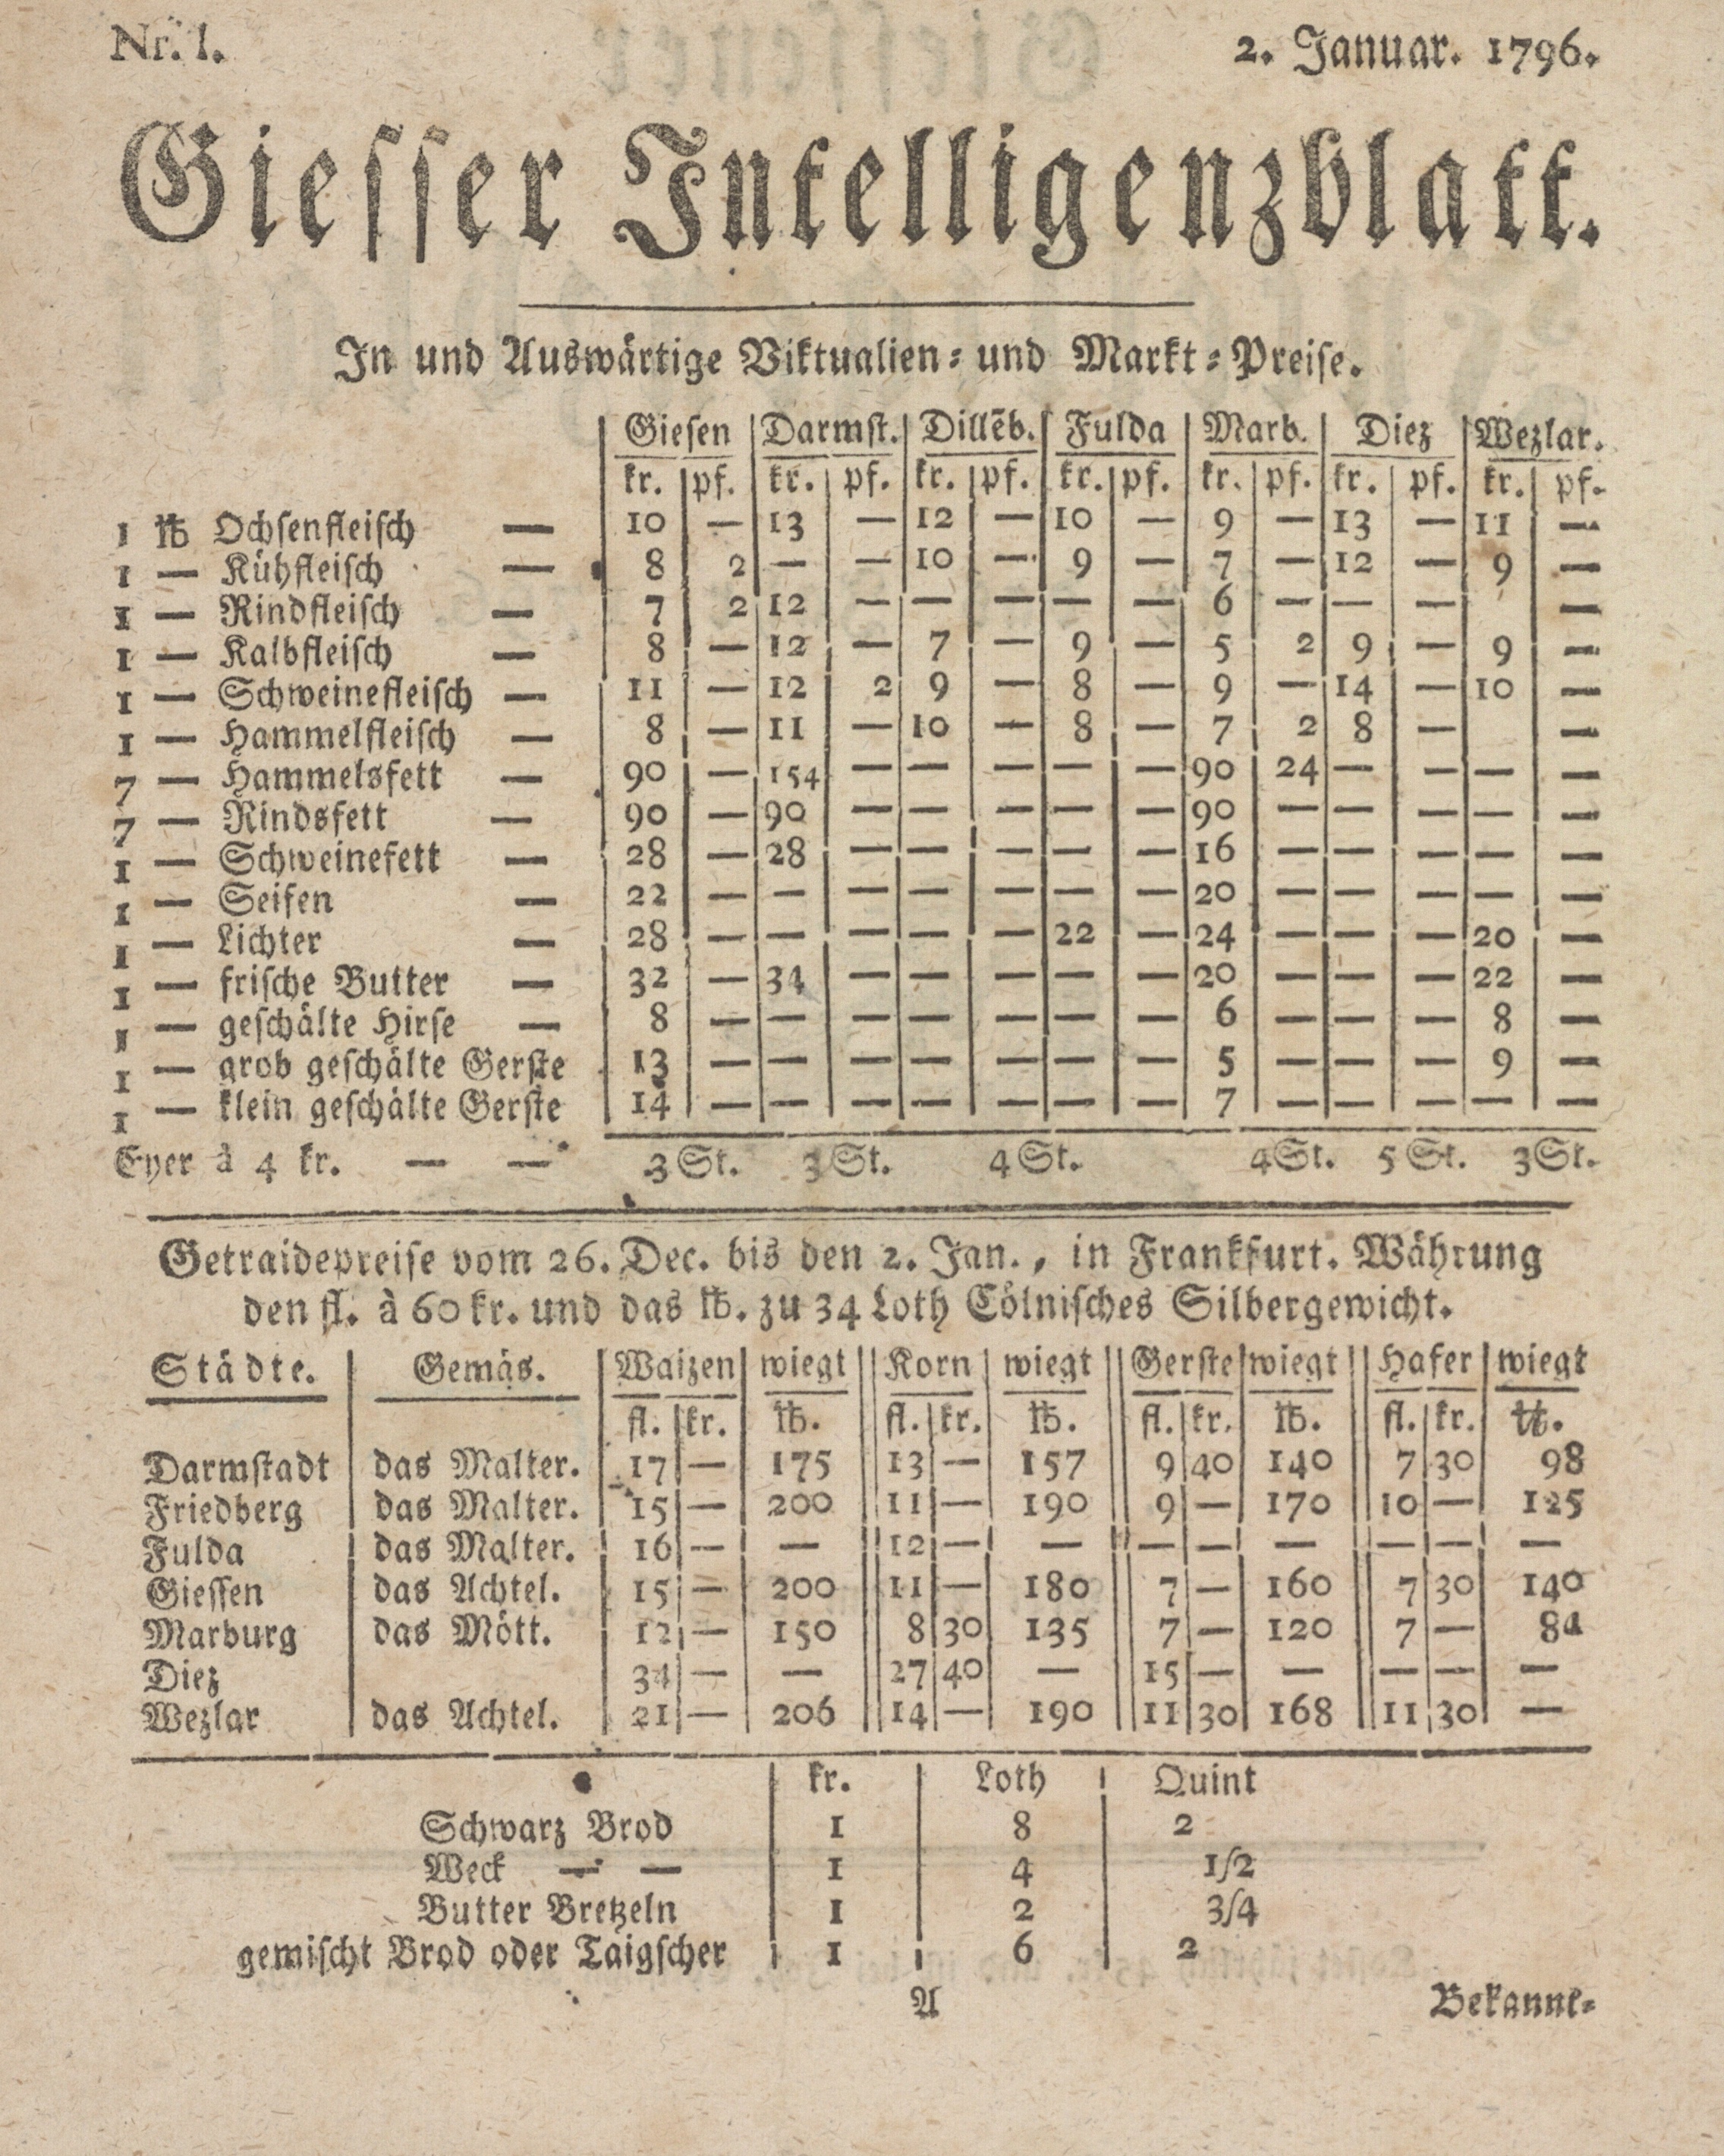 Nr. 1. 2. Januar. 1796.
Giesser Intelligenzblatt.
In und Auswärtige Viktualien- und Markt-Preise.
Giesen | Darmst. | Dillēb. | Fulda | Marb. | Diez | Wezlar.
kr. | pf. | kr. | pf. | kr. | pf. | kr. | pf. | kr. | pf. | kr. | pf. | kr. | pf.
1 ℔ Ochsenfleisch — 10 | — | 13 | — | 12 | — | 10 | — | 9 | — | 13 | — | 11 | —
1 — Kühfleisch — 8 | 2 | — | — | 10 | — | 9 | — | 7 | — | 12 | — | 9 | —
1 — Rindfleisch — 7 | 2 | 12 | — | — | — | — | — | 6 | — | — | — | | —
1 — Kalbfleisch — 8 | — | 12 | — | 7 | — | 9 | — | 5 | 2 | 9 | — | 9 | —
1 — Schweinefleisch — 11 | — | 12 | 2 | 9 | — | 8 | — | 9 | — | 14 | — | 10 | —
1 — Hammelfleisch — 8 | — | 11 | — | 10 | — | 8 | — | 7 | 2 | 8 | — | | —
7 — Hammelsfett — 90 | — | 154 | — | — | — | — | — | 90 | 24 | — | — | — | —
7 — Rindsfett — 90 | — | 90 | — | — | — | — | — | 90 | — | — | — | — | —
1 — Schweinefett — 28 | — | 28 | — | — | — | — | — | 16 | — | — | — | — | —
1 — Seifen — 22 | — | — | — | — | — | — | — | 20 | — | — | — | — | —
1 — Lichter — 28 | — | — | — | — | — | 22 | — | 24 | — | — | — | 20 | —
1 — frische Butter — 32 | — | 34 | — | — | — | — | — | 20 | — | — | — | 22 | —
1 — geschälte Hirse — 8 | — | — | — | — | — | — | — | 6 | — | — | — | 8 | —
1 — grob geschälte Gerste 13 | — | — | — | — | — | — | — | 5 | — | — | — | 9 | —
1 — klein geschälte Gerste 14 | — | — | — | — | — | — | — | 7 | — | — | — | — | —
Eyer à 4 kr. — — 3 St. 3 St. 4 St. 4 St. 5 St. 3 St.
Getraidepreise vom 26. Dec. bis den 2. Jan., in Frankfurt. Währung
den fl. à 60 kr. und das ℔. zu 34 Loth Cölnisches Silbergewicht.
Städte. | Gemäs. | Waizen | wiegt || Korn | wiegt || Gerste | wiegt || Hafer | wiegt
fl. | kr. | ℔. || fl. | kr. | ℔. || fl. | kr. | ℔. || fl. | kr. | ℔.
Darmstadt | das Malter. | 17 | — | 175 || 13 | — | 157 || 9 | 40 | 140 || 7 | 30 | 98
Friedberg | das Malter. | 15 | — | 200 || 11 | — | 190 || 9 | — | 170 || 10 | — | 125
Fulda | das Malter. | 16 | — | — || 12 | — | — || — | — | — || — | — | —
Giessen | das Achtel. | 15 | — | 200 || 11 | — | 180 || 7 | — | 160 || 7 | 30 | 140
Marburg | das Mött. | 12 | — | 150 || 8 | 30 | 135 || 7 | — | 120 || 7 | — | 84
Diez | | 34 | — | — || 27 | 40 | — || 15 | — | — || — | — | —
Wezlar | das Achtel. | 21 | — | 206 || 14 | — | 190 || 11 | 30 | 168 || 11 | 30 | —
kr. | Loth | Quint
Schwarz Brod | 1 | 8 | 2
Weck — — | 1 | 4 | 1/2
Butter Bretzeln | 1 | 2 | 3/4
gemischt Brod oder Taigscher | 1 | 6 | 2
A Bekannt-